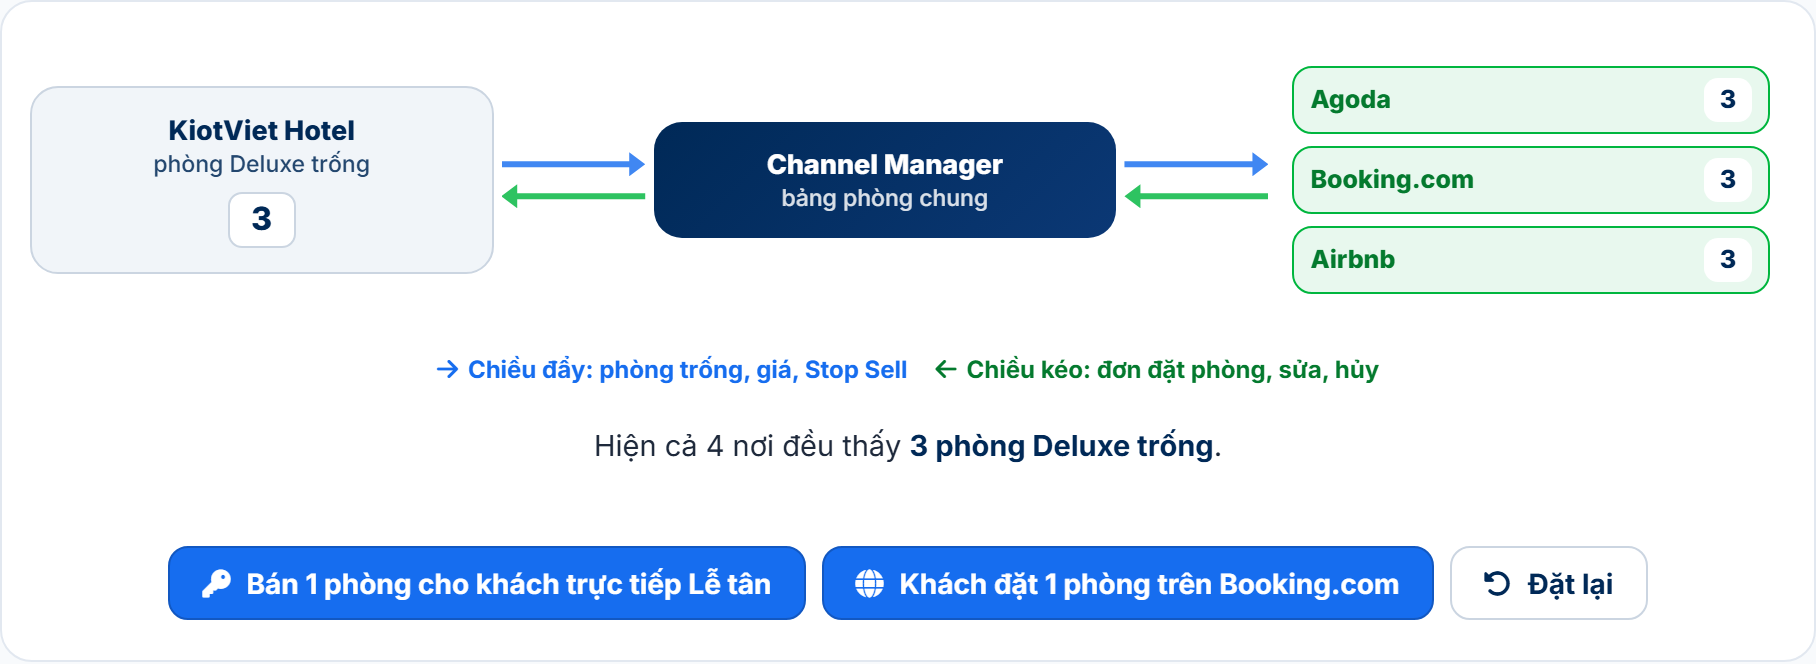 KiotViet Hotel
phòng Deluxe trống
3
Channel Manager
bảng phòng chung
Agoda 3
Booking.com 3
Airbnb 3
→ Chiều đẩy: phòng trống, giá, Stop Sell ← Chiều kéo: đơn đặt phòng, sửa, hủy
Hiện cả 4 nơi đều thấy 3 phòng Deluxe trống.
Bán 1 phòng cho khách trực tiếp Lễ tân
Khách đặt 1 phòng trên Booking.com
Đặt lại